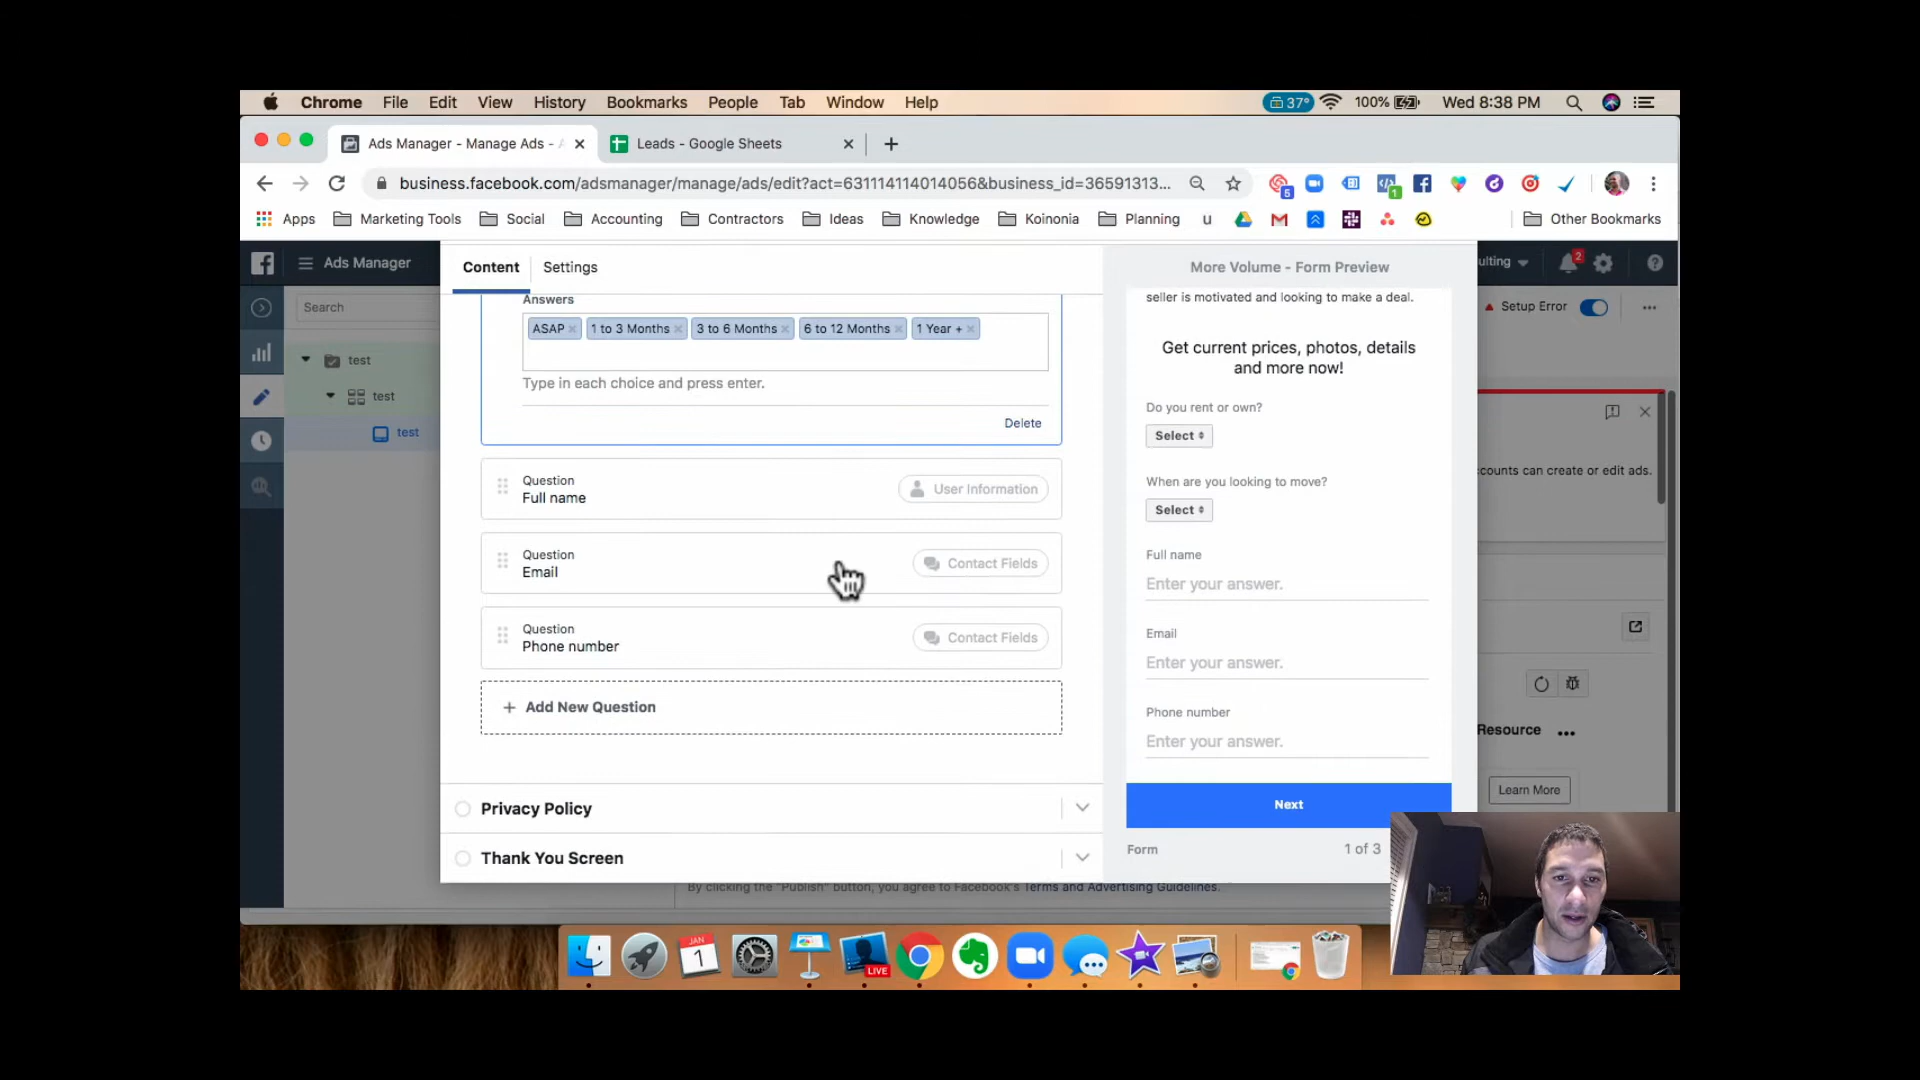 Chrome File Edit View History Bookmarks People Tab Window Help 37° 100% Wed 8:38 PM
Ads Manager - Manage Ads - Leads - Google Sheets
business.facebook.com/adsmanager/manage/ads/edit?act=631114114014056&business_id=36591313... 5 1
Apps Marketing Tools Social Accounting Contractors Ideas Knowledge Koinonia Planning u Other Bookmarks
Ads Manager
Search
test
test
test
Content Settings
Answers
ASAP 1 to 3 Months 3 to 6 Months 6 to 12 Months 1 Year +
Type in each choice and press enter.
Delete
Question
Full name
User Information
Question
Email
Contact Fields
Question
Phone number
Contact Fields
+ Add New Question
Privacy Policy
Thank You Screen
By clicking the "Publish" button, you agree to Facebook's Terms and Advertising Guidelines.
More Volume - Form Preview
seller is motivated and looking to make a deal.
Get current prices, photos, details
and more now!
Do you rent or own?
Select
When are you looking to move?
Select
Full name
Enter your answer.
Email
Enter your answer.
Phone number
Enter your answer.
Next
Form 1 of 3
ulting 2
Setup Error
counts can create or edit ads.
Resource
Learn More
JAN
1
LIVE